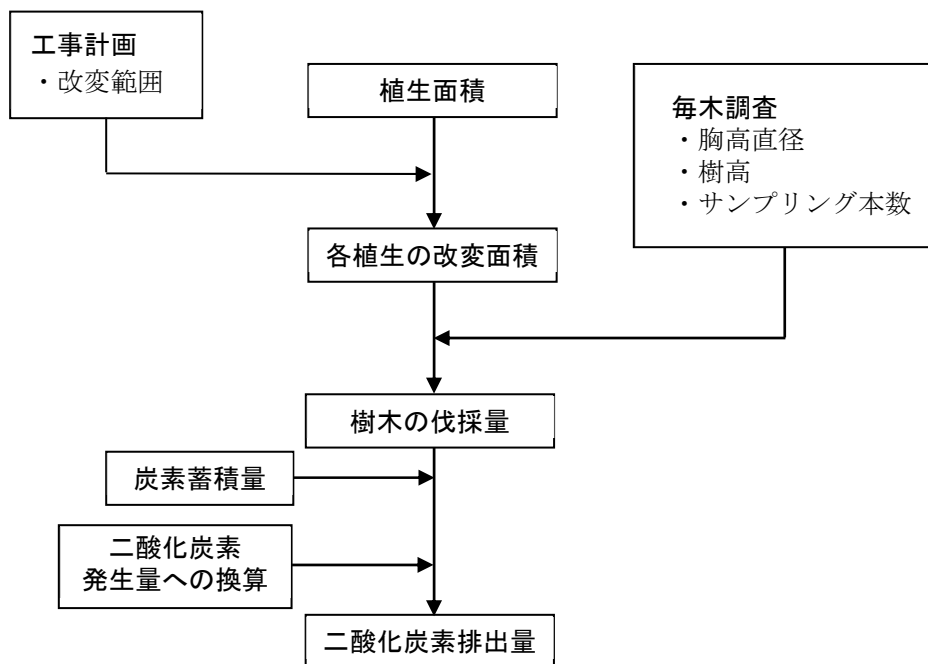 工事計画
・改変範囲
植生面積
毎木調査
・胸高直径
・樹高
・サンプリング本数
各植生の改変面積
樹木の伐採量
炭素蓄積量
二酸化炭素
発生量への換算
二酸化炭素排出量